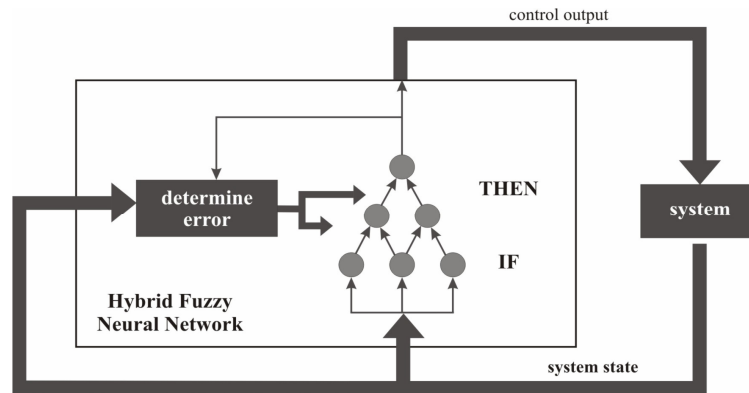 control output
THEN
determine
error
system
IF
Hybrid Fuzzy
Neural Network
system state